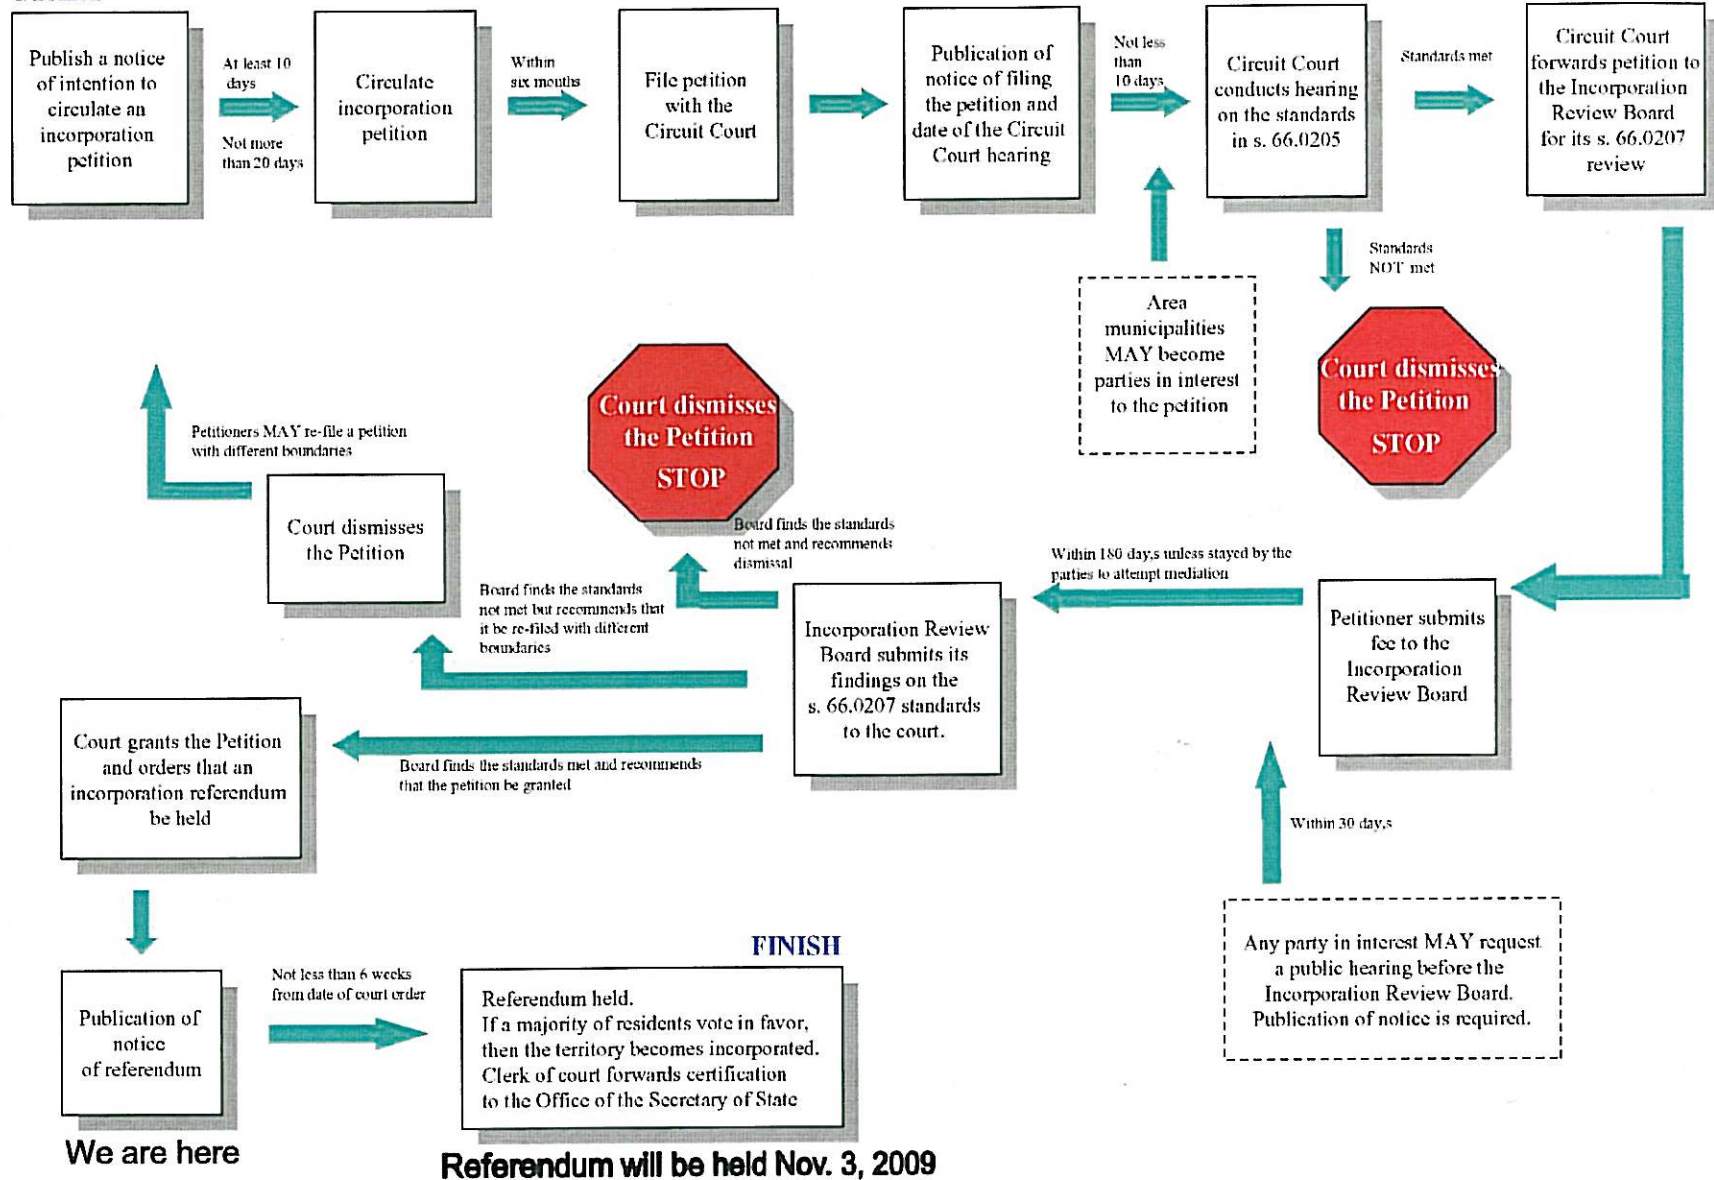 Publish a notice
of intention to
circulate an
incorporation
petition
At least 10
days
Not more
than 20 days
Circulate
incorporation
petition
Within
six months
File petition
with the
Circuit Court
Publication of
notice of filing
the petition and
date of the Circuit
Court hearing
Not less
than
10 days
Circuit Court
conducts hearing
on the standards
in s. 66.0205
Standards met
Circuit Court
forwards petition to
the Incorporation
Review Board
for its s. 66.0207
review
Standards
NOT met
Area
municipalities
MAY become
parties in interest
to the petition
Court dismisses
the Petition
STOP
Court dismisses
the Petition
STOP
Petitioners MAY re-file a petition
with different boundaries
Court dismisses
the Petition
Board finds the standards
not met and recommends
dismissal
Board finds the standards
not met but recommends that
it be re-filed with different
boundaries
Within 180 day,s unless stayed by the
parties to attempt mediation
Incorporation Review
Board submits its
findings on the
s. 66.0207 standards
to the court.
Petitioner submits
fee to the
Incorporation
Review Board
Court grants the Petition
and orders that an
incorporation referendum
be held
Board finds the standards met and recommends
that the petition be granted
Within 30 day,s
Any party in interest MAY request
a public hearing before the
Incorporation Review Board.
Publication of notice is required.
Publication of
notice
of referendum
Not less than 6 weeks
from date of court order
FINISH
Referendum held.
If a majority of residents vote in favor,
then the territory becomes incorporated.
Clerk of court forwards certification
to the Office of the Secretary of State
We are here
Referendum will be held Nov. 3, 2009